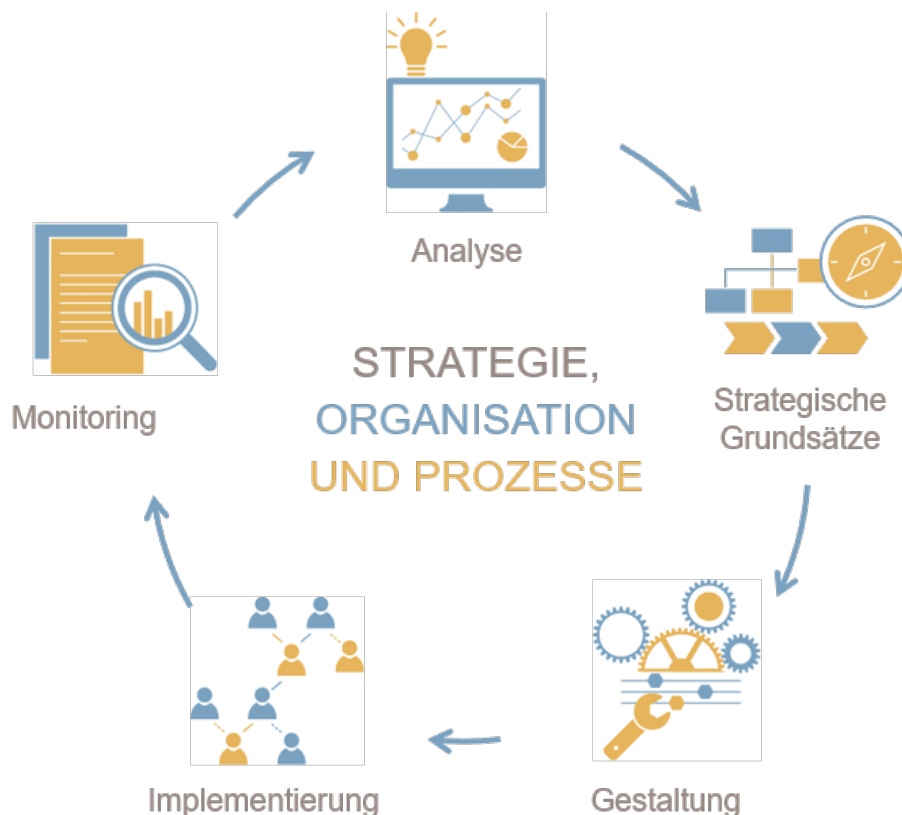 Analyse
Strategische
Grundsätze
Gestaltung
Implementierung
Monitoring
STRATEGIE,
ORGANISATION
UND PROZESSE